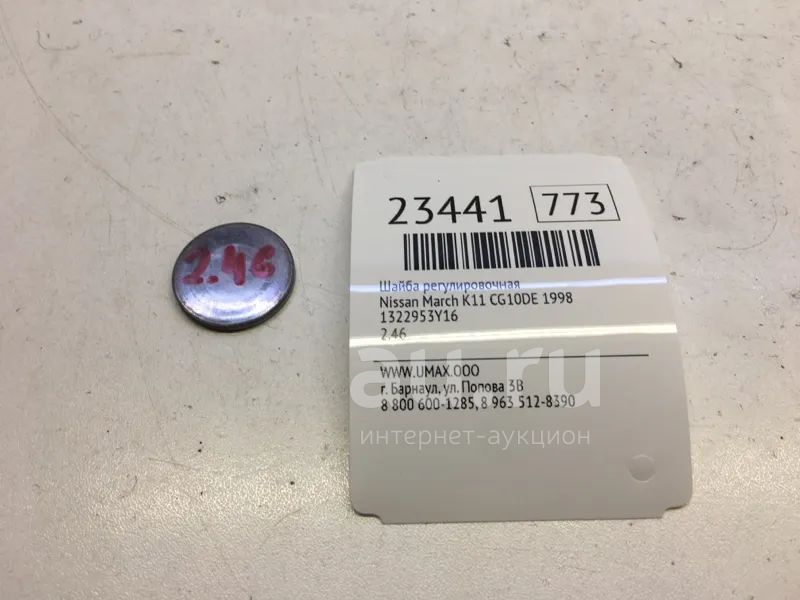 2.46
23441 773
Шайба регулировочная
Nissan March K11 CG10DE 1998
1322953Y16
2.46
WWW.UMAX.OOO
г. Барнаул, ул. Попова 3В
8 800 600-1285, 8 963 512-8390
au.ru
интернет-аукцион